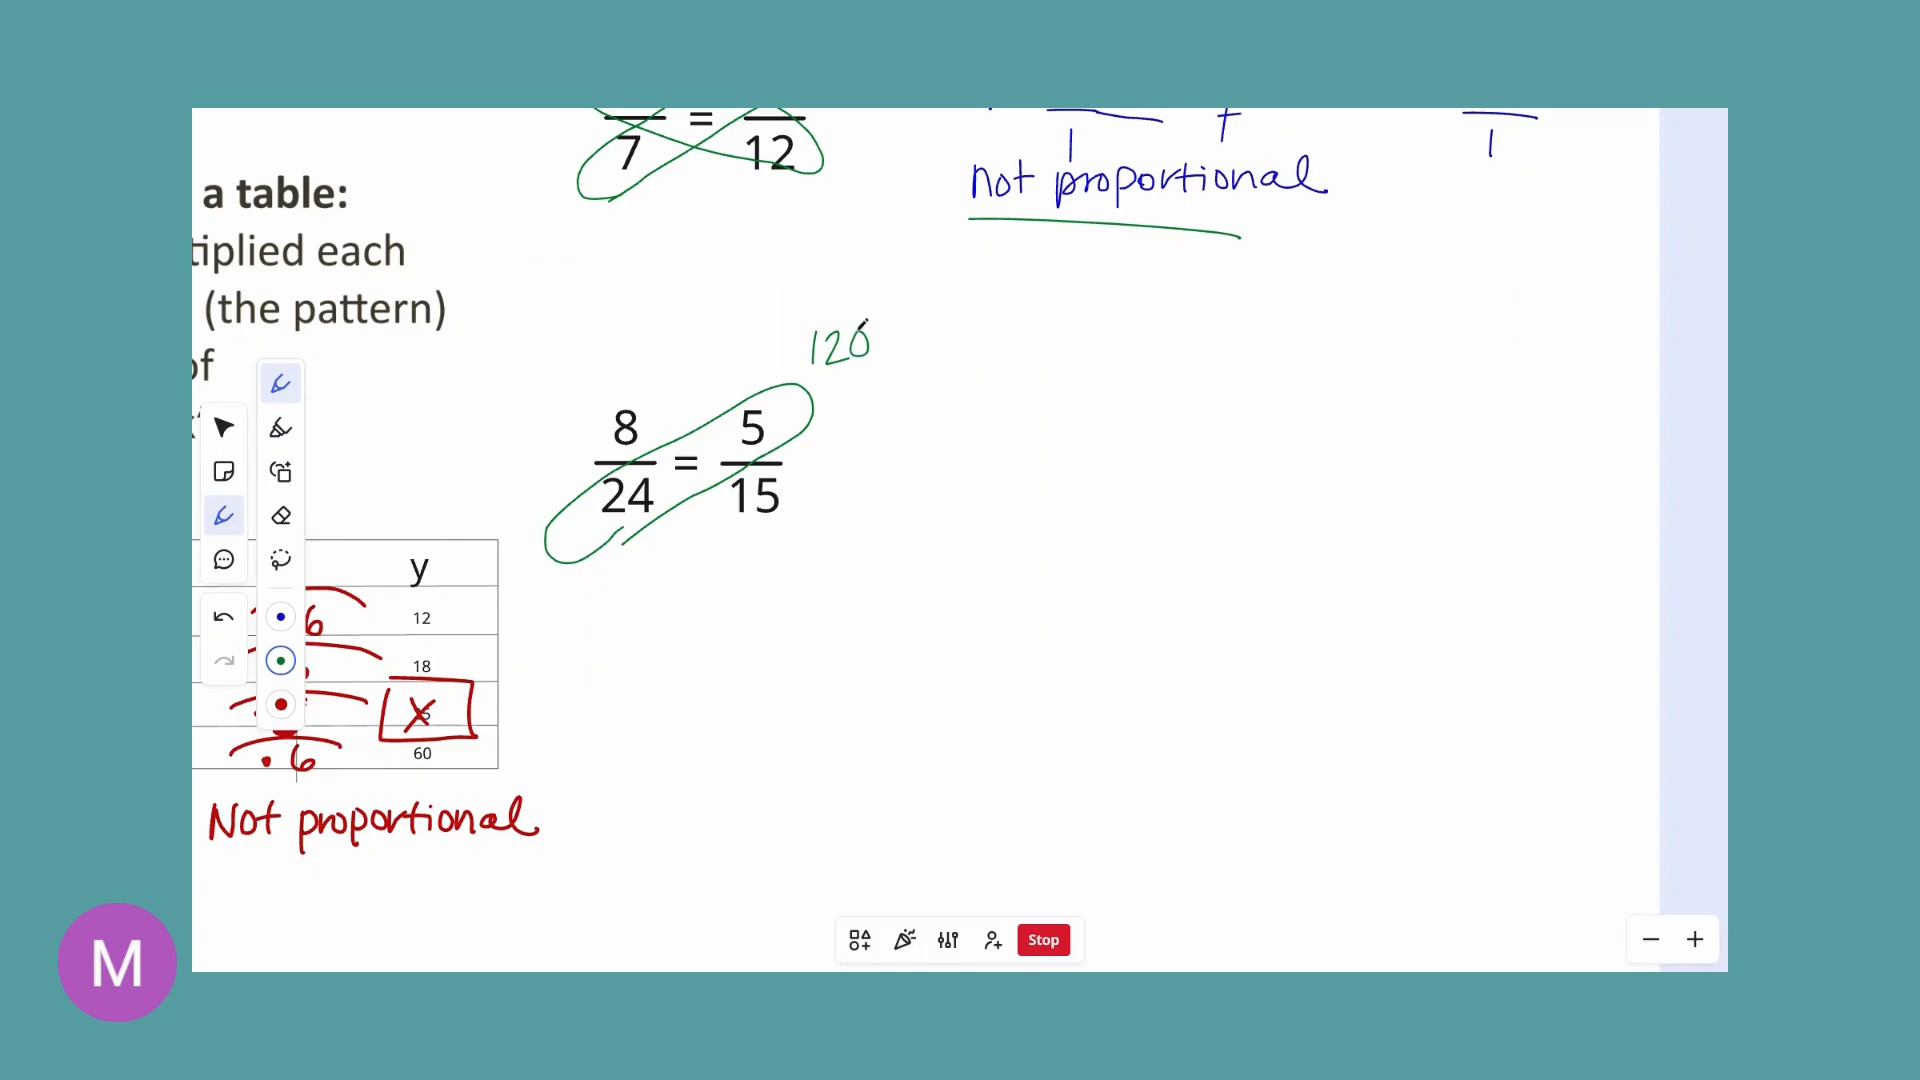 7 = 12
not proportional
a table:
tiplied each
(the pattern)
of
120
8/24 = 5/15
y
6 12
18
X
. 6 60
Not proportional
M
Stop